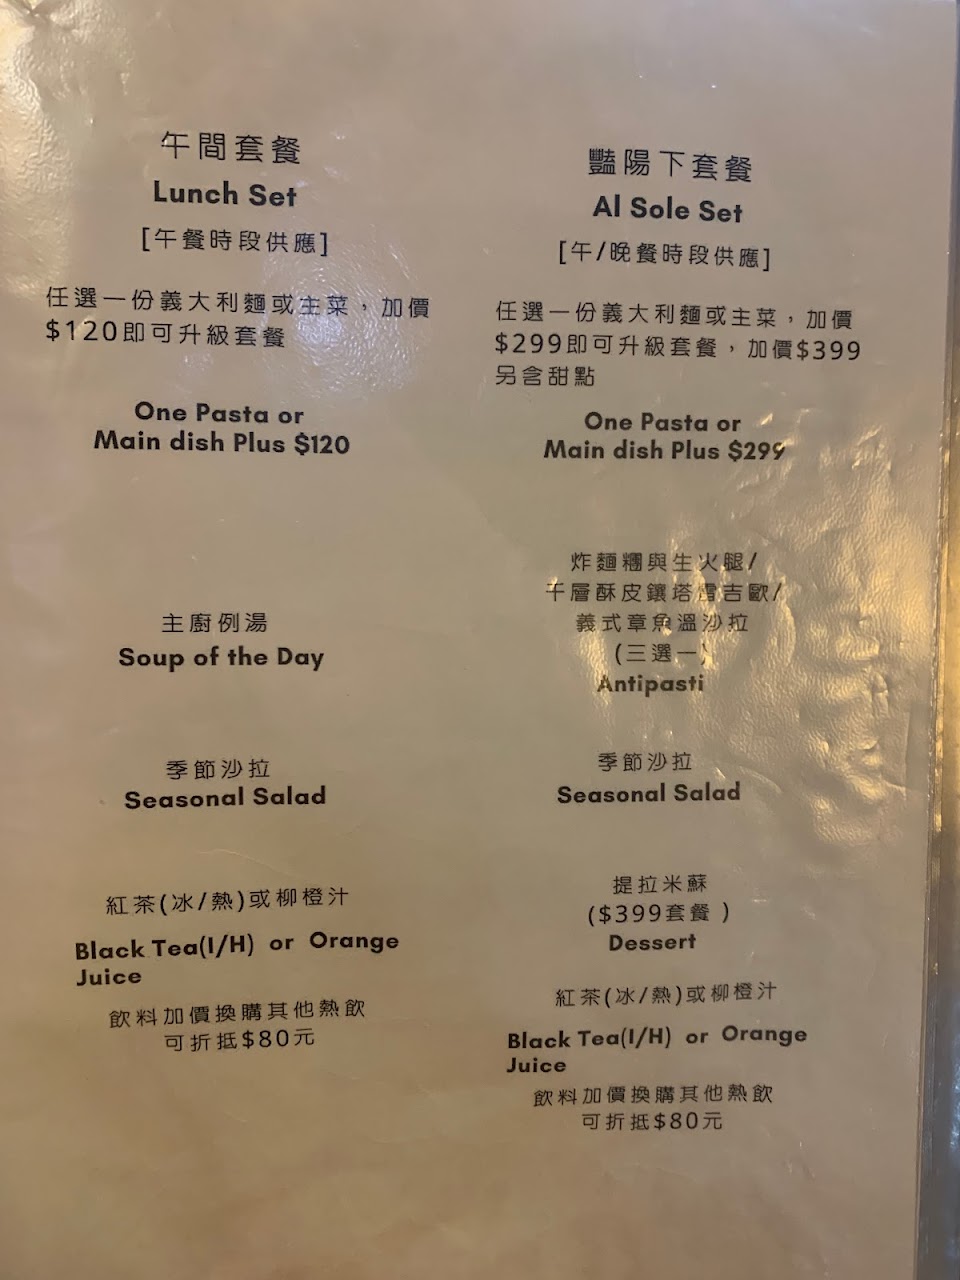 午間套餐
Lunch Set
[午餐時段供應]
任選一份義大利麵或主菜，加價
$120即可升級套餐
One Pasta or
Main dish Plus $120
主廚例湯
Soup of the Day
季節沙拉
Seasonal Salad
紅茶(冰/熱)或柳橙汁
Black Tea(I/H) or Orange
Juice
飲料加價換購其他熱飲
可折抵$80元
豔陽下套餐
Al Sole Set
[午/晚餐時段供應]
任選一份義大利麵或主菜，加價
$299即可升級套餐，加價$399
另含甜點
One Pasta or
Main dish Plus $299
炸麵糰與生火腿/
千層酥皮鑲塔雷吉歐/
義式章魚溫沙拉
(三選一)
Antipasti
季節沙拉
Seasonal Salad
提拉米蘇
($399套餐 )
Dessert
紅茶(冰/熱)或柳橙汁
Black Tea(I/H) or Orange
Juice
飲料加價換購其他熱飲
可折抵$80元